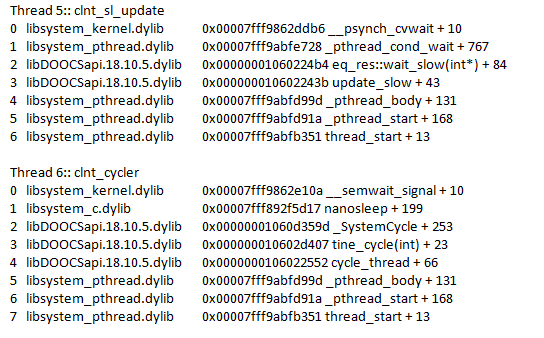 Thread 5:: clnt_sl_update
0 libsystem_kernel.dylib 0x00007fff9862ddb6 __psynch_cvwait + 10
1 libsystem_pthread.dylib 0x00007fff9abfe728 _pthread_cond_wait + 767
2 libDOOCSapi.18.10.5.dylib 0x00000001060224b4 eq_res::wait_slow(int*) + 84
3 libDOOCSapi.18.10.5.dylib 0x000000010602243b update_slow + 43
4 libsystem_pthread.dylib 0x00007fff9abfd99d _pthread_body + 131
5 libsystem_pthread.dylib 0x00007fff9abfd91a _pthread_start + 168
6 libsystem_pthread.dylib 0x00007fff9abfb351 thread_start + 13
Thread 6:: clnt_cycler
0 libsystem_kernel.dylib 0x00007fff9862e10a __semwait_signal + 10
1 libsystem_c.dylib 0x00007fff892f5d17 nanosleep + 199
2 libDOOCSapi.18.10.5.dylib 0x00000001060d359d _SystemCycle + 253
3 libDOOCSapi.18.10.5.dylib 0x000000010602d407 tine_cycle(int) + 23
4 libDOOCSapi.18.10.5.dylib 0x0000000106022552 cycle_thread + 66
5 libsystem_pthread.dylib 0x00007fff9abfd99d _pthread_body + 131
6 libsystem_pthread.dylib 0x00007fff9abfd91a _pthread_start + 168
7 libsystem_pthread.dylib 0x00007fff9abfb351 thread_start + 13